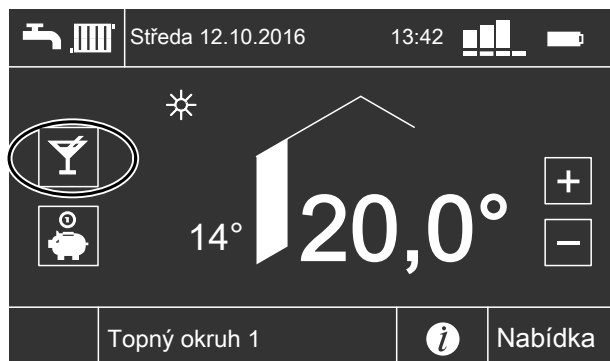 Středa 12.10.2016 13:42
14° 20,0°
+
−
Topný okruh 1 i Nabídka